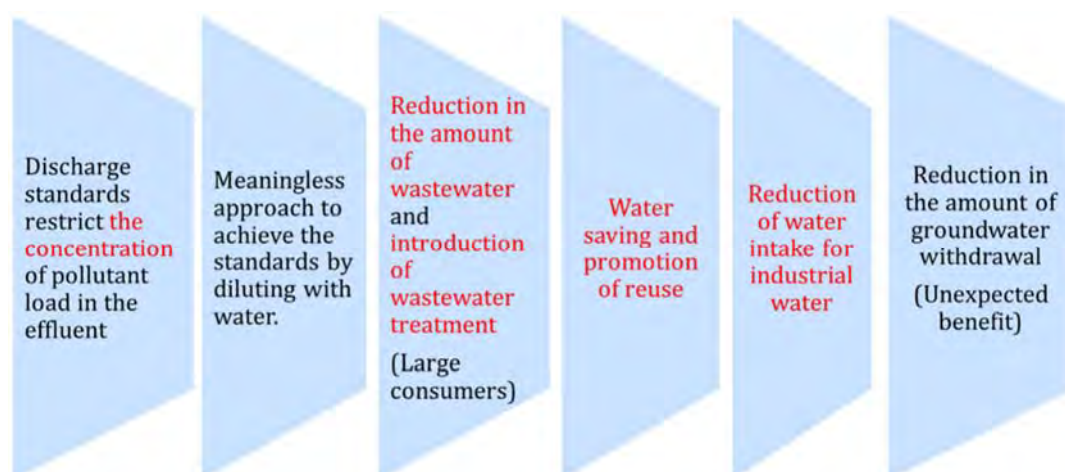 Discharge
standards
restrict the
concentration
of pollutant
load in the
effluent
Meaningless
approach to
achieve the
standards by
diluting with
water.
Reduction in
the amount
of
wastewater
and
introduction
of
wastewater
treatment
(Large
consumers)
Water
saving and
promotion
of reuse
Reduction
of water
intake for
industrial
water
Reduction in
the amount of
groundwater
withdrawal
(Unexpected
benefit)